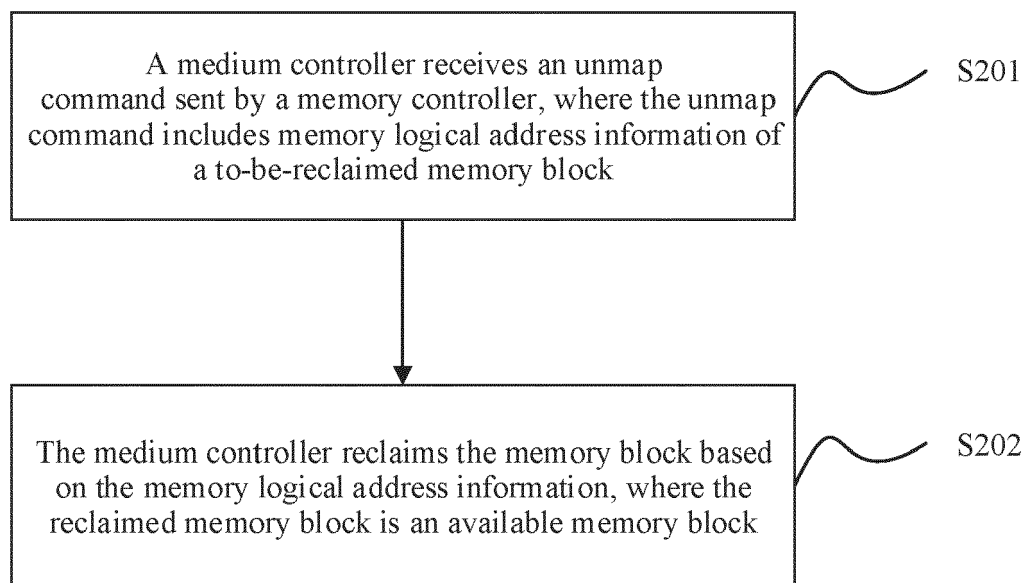 A medium controller receives an unmap
command sent by a memory controller, where the unmap
command includes memory logical address information of
a to-be-reclaimed memory block
S201
The medium controller reclaims the memory block based
on the memory logical address information, where the
reclaimed memory block is an available memory block
S202